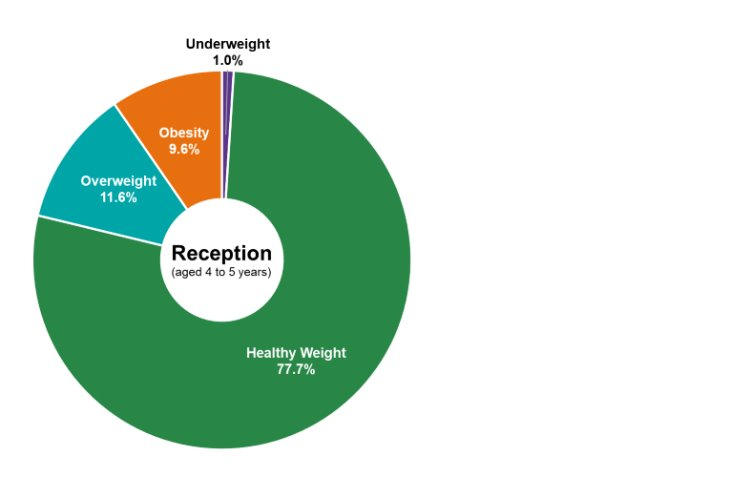 Underweight
1.0%
Obesity
9.6%
Overweight
11.6%
Reception
(aged 4 to 5 years)
Healthy Weight
77.7%